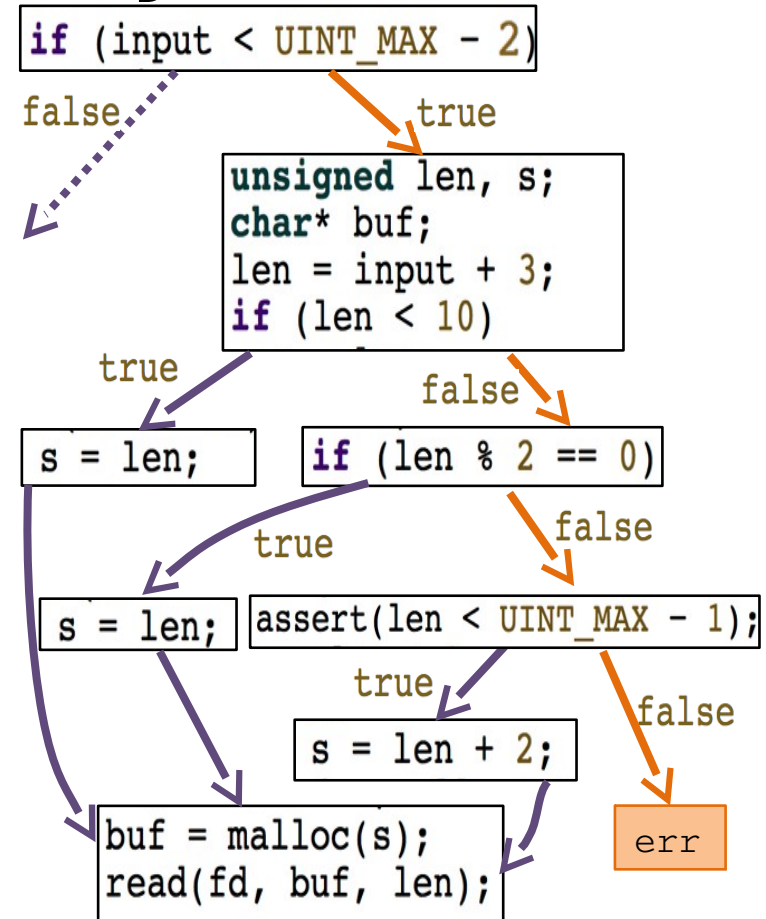 if (input < UINT_MAX - 2)
false
true
unsigned len, s;
char* buf;
len = input + 3;
if (len < 10)
true
false
s = len;
if (len % 2 == 0)
true
false
s = len;
assert(len < UINT_MAX - 1);
true
false
s = len + 2;
buf = malloc(s);
read(fd, buf, len);
err